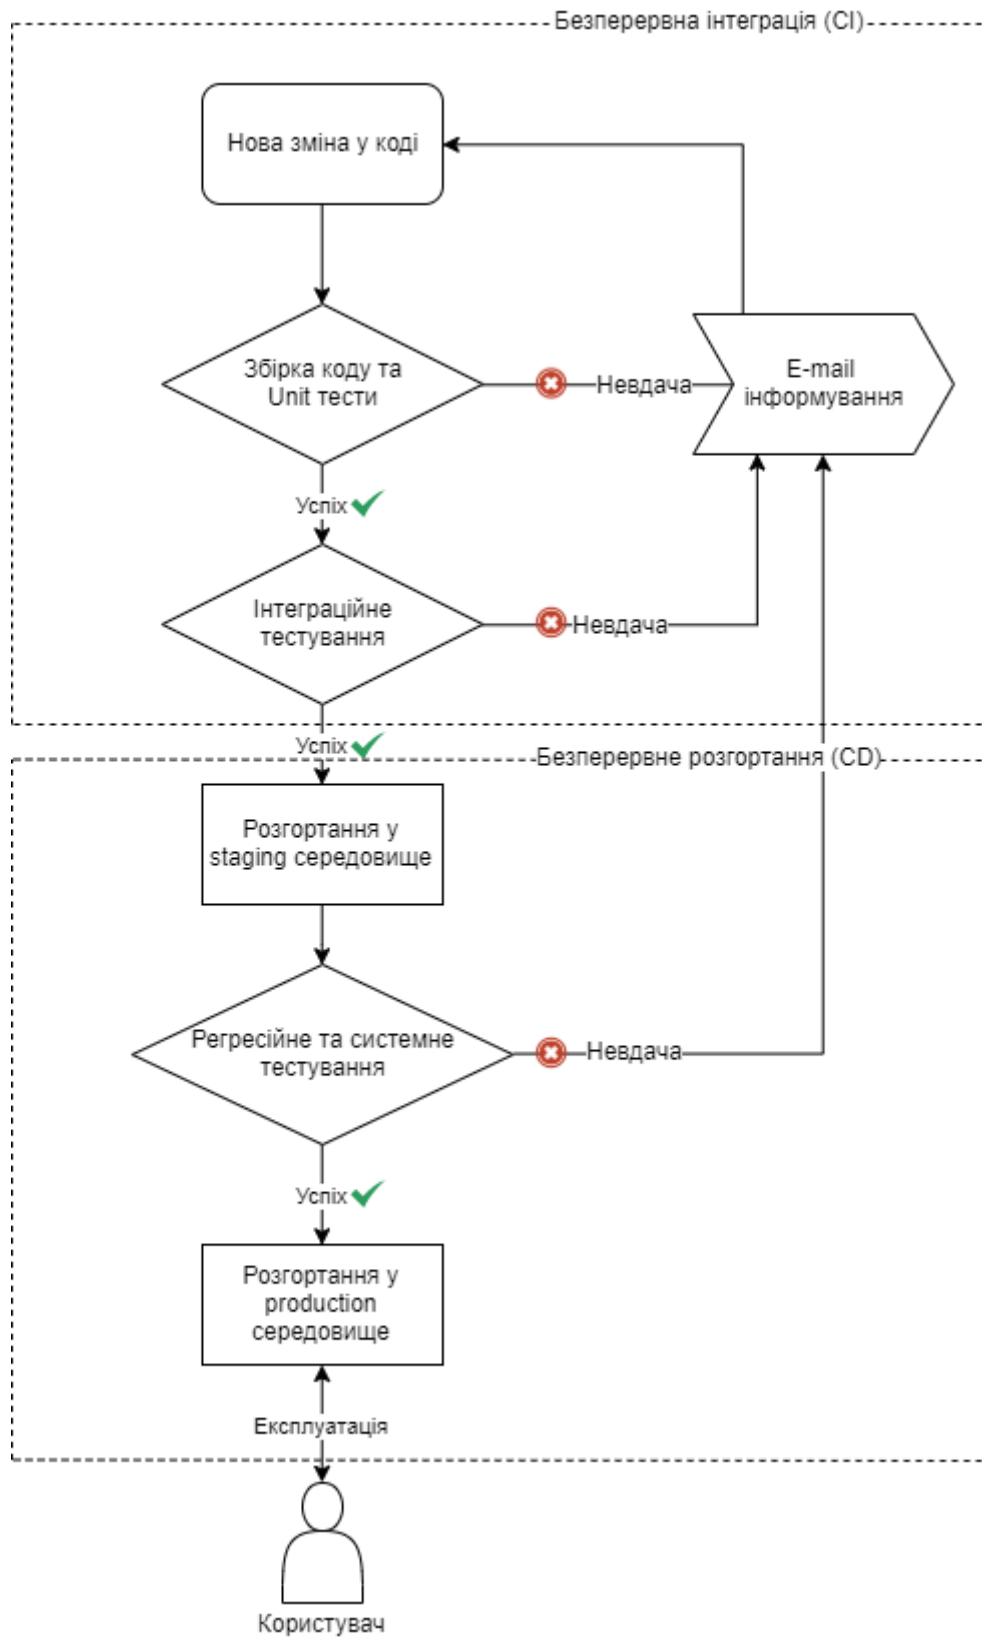 Безперервна інтеграція (CI)
Нова зміна у коді
Збірка коду та
Unit тести
Невдача
E-mail
інформування
Успіх
Інтеграційне
тестування
Невдача
Успіх
Безперервне розгортання (CD)
Розгортання у
staging середовище
Регресійне та системне
тестування
Невдача
Успіх
Розгортання у
production
середовище
Експлуатація
Користувач